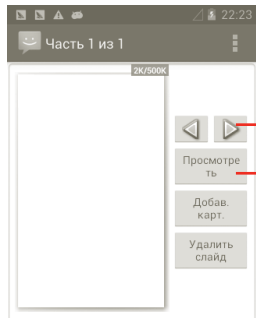 22:23
Часть 1 из 1
2K/500K
Просмотре
ть
Добав.
карт.
Удалить
слайд